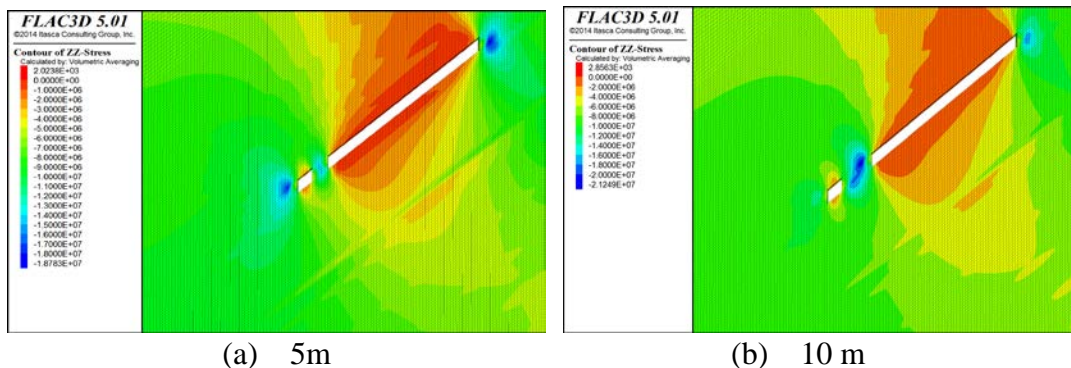 FLAC3D 5.01
©2014 Itasca Consulting Group, Inc.
Contour of ZZ-Stress
Calculated by: Volumetric Averaging
2.0238E+03
0.0000E+00
-1.0000E+06
-2.0000E+06
-3.0000E+06
-4.0000E+06
-5.0000E+06
-6.0000E+06
-7.0000E+06
-8.0000E+06
-9.0000E+06
-1.0000E+07
-1.1000E+07
-1.2000E+07
-1.3000E+07
-1.4000E+07
-1.5000E+07
-1.6000E+07
-1.7000E+07
-1.8000E+07
-1.8783E+07
(a) 5m
FLAC3D 5.01
©2014 Itasca Consulting Group, Inc.
Contour of ZZ-Stress
Calculated by: Volumetric Averaging
2.8563E+03
0.0000E+00
-2.0000E+06
-4.0000E+06
-6.0000E+06
-8.0000E+06
-1.0000E+07
-1.2000E+07
-1.4000E+07
-1.6000E+07
-1.8000E+07
-2.0000E+07
-2.1249E+07
(b) 10 m